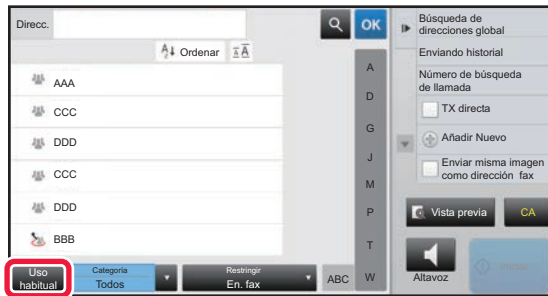 Direcc.
OK
Ordenar
AAA
CCC
DDD
CCC
DDD
BBB
A
D
G
J
M
P
T
W
Uso
habitual
Categoría
Todos
Restringir
En. fax
ABC
Búsqueda de
direcciones global
Enviando historial
Número de búsqueda
de llamada
TX directa
Añadir Nuevo
Enviar misma imagen
como dirección fax
Vista previa
CA
Altavoz